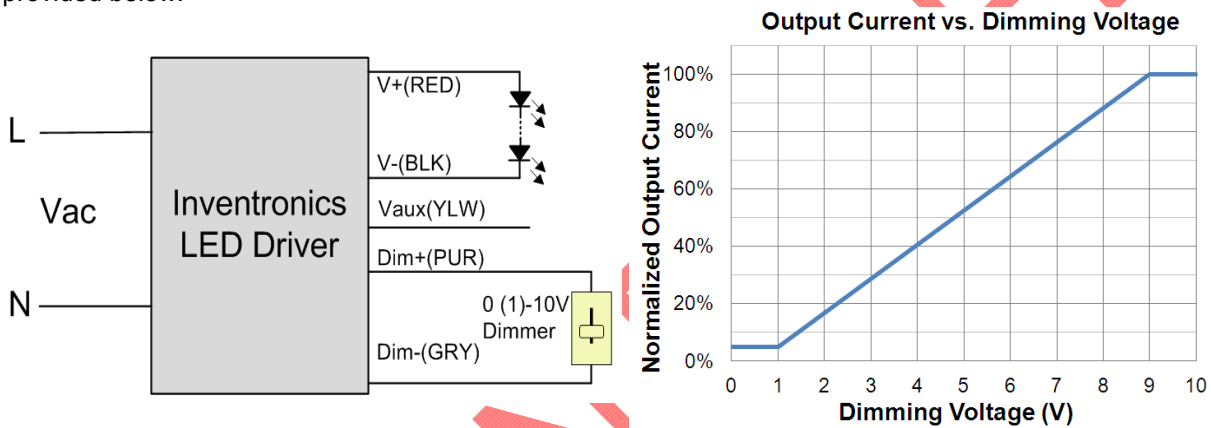 provided below:
L
Vac
N
Inventronics
LED Driver
V+(RED)
V-(BLK)
Vaux(YLW)
Dim+(PUR)
0 (1)-10V
Dimmer
Dim-(GRY)
Output Current vs. Dimming Voltage
Normalized Output Current
100%
80%
60%
40%
20%
0%
0 1 2 3 4 5 6 7 8 9 10
Dimming Voltage (V)